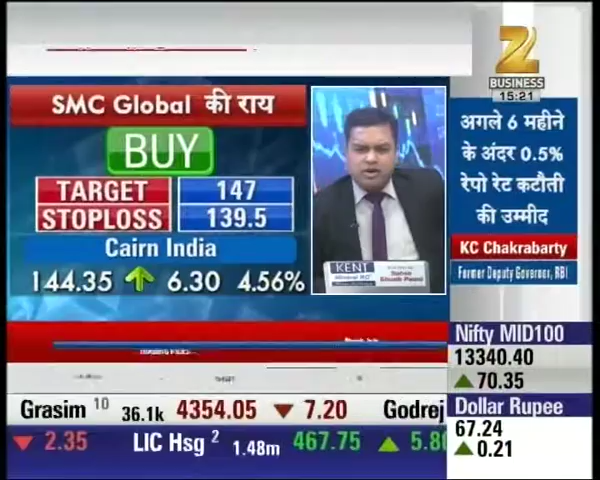 Z
BUSINESS
15:21
SMC Global की राय
BUY
TARGET 147
STOPLOSS 139.5
Cairn India
144.35 6.30 4.56%
KENT
अगले 6 महीने
के अंदर 0.5%
रेपो रेट कटौती
की उम्मीद
KC Chakrabarty
Former Deputy Governor, RBI
Nifty MID100
13340.40
70.35
Dollar Rupee
67.24
0.21
Grasim 10 36.1k 4354.05 7.20 Godrej
2.35 LIC Hsg 2 1.48m 467.75 5.80